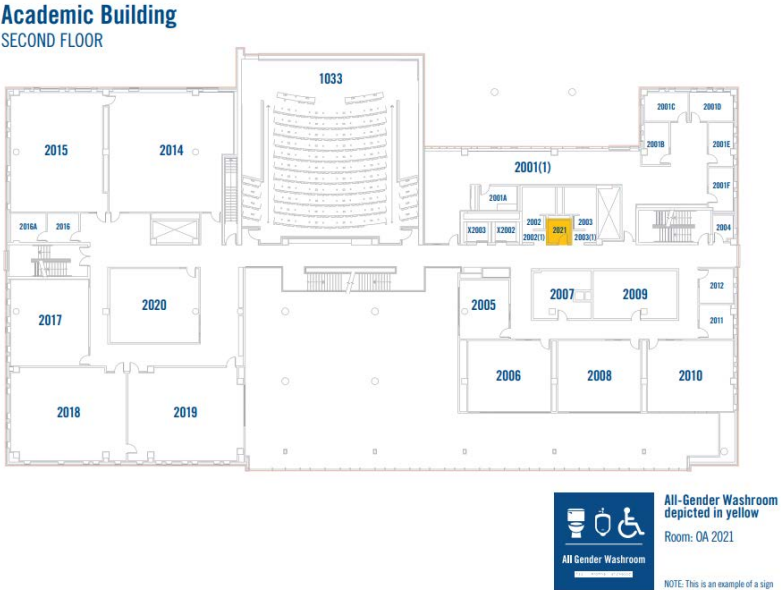 Academic Building
SECOND FLOOR
1033
2001C
2001D
2015
2014
2001B
2001E
2001(1)
2001F
2001A
2016A
2016
X2003
X2002
2002
2002(1)
2021
2003
2003(1)
2004
2017
2020
2005
2007
2009
2012
2011
2006
2008
2010
2018
2019
All-Gender Washroom
depicted in yellow
Room: OA 2021
All Gender Washroom
NOTE: This is an example of a sign